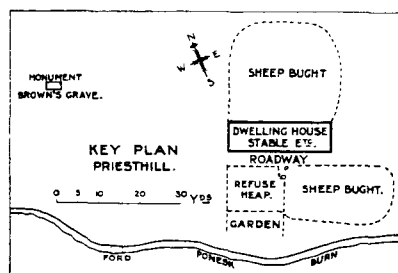 N
W E
S
SHEEP BUGHT
MONUMENT
BROWN'S GRAVE.
DWELLING HOUSE
STABLE ETC.
KEY PLAN
PRIESTHILL.
ROADWAY
REFUSE
HEAP.
SHEEP BUGHT.
0 5 10 20 30 YDS
GARDEN
FORD PONESK BURN